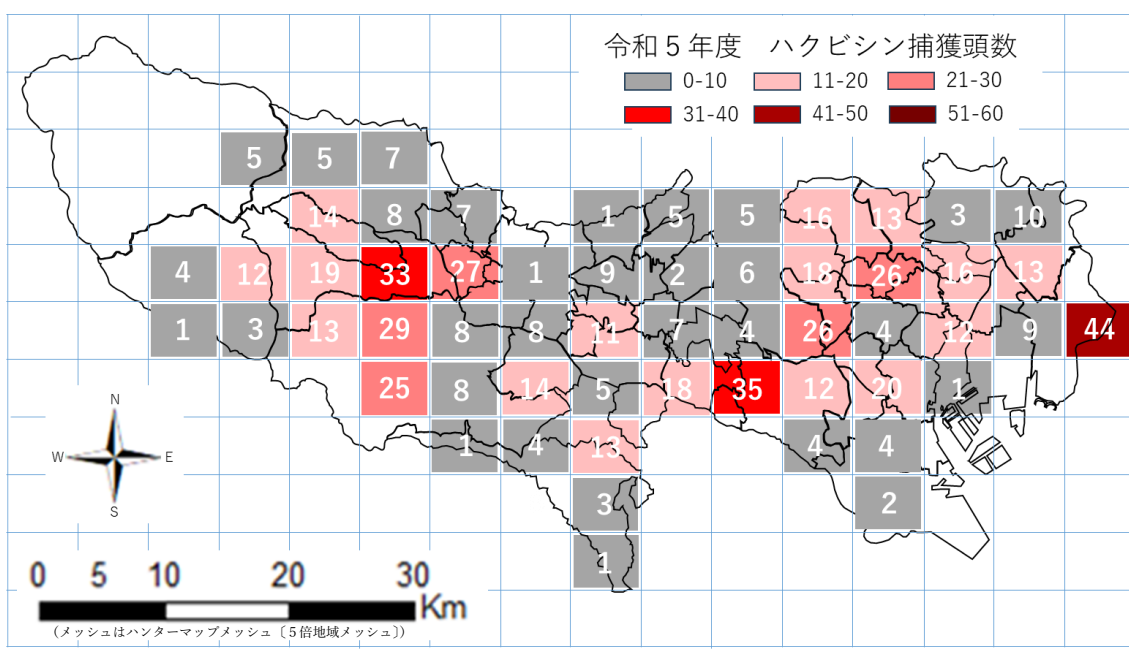 令和５年度　ハクビシン捕獲頭数
0-10 11-20 21-30
31-40 41-50 51-60
5 5 7
14 8 7 1 5 5 16 13 3 10
4 12 19 33 27 1 9 2 6 18 26 16 13
1 3 13 29 8 8 11 7 4 26 4 12 9 44
25 8 14 5 18 35 12 20 1
1 4 13 4 4
3 2
1
N
W E
S
0 5 10 20 30
Km
（メッシュはハンターマップメッシュ〔５倍地域メッシュ〕）